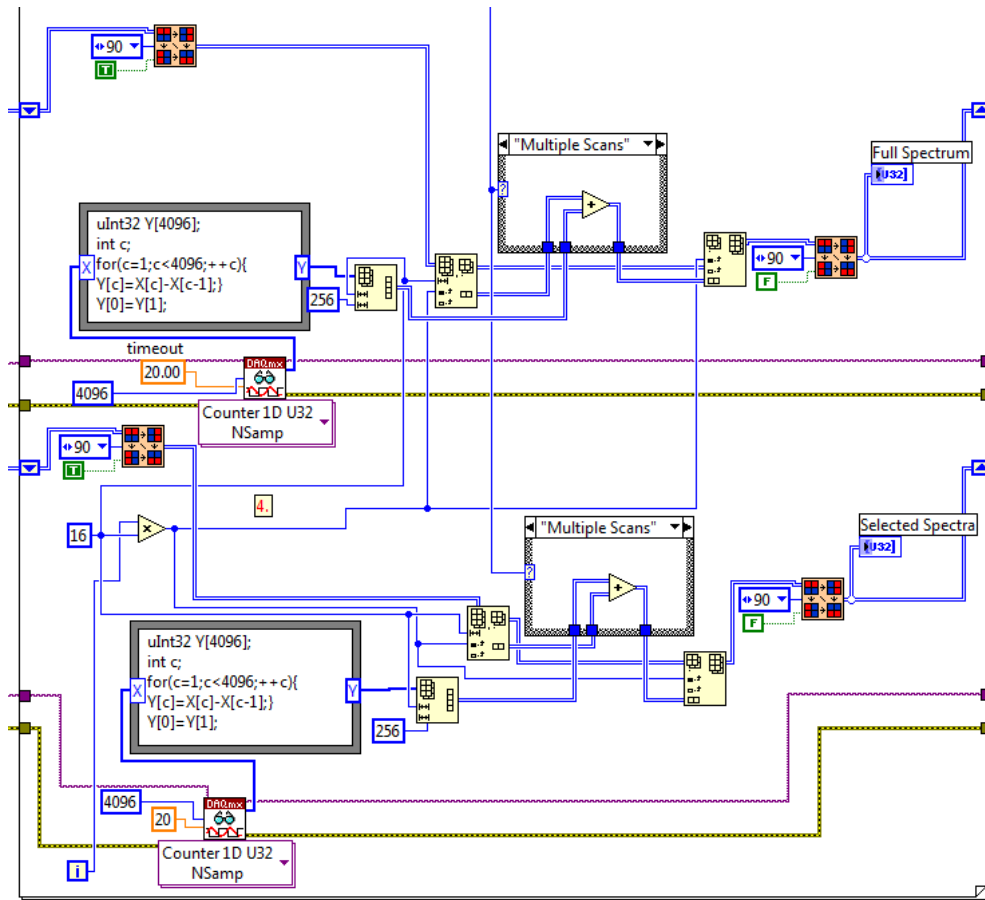 90
T
"Multiple Scans"
?
Full Spectrum
U32]
uInt32 Y[4096];
int c;
for(c=1;c<4096;++c){
Y[c]=X[c]-X[c-1];}
Y[0]=Y[1];
X
Y
256
90
F
timeout
20.00
DAQmx
4096
Counter 1D U32
NSamp
90
T
4.
16
x
"Multiple Scans"
?
Selected Spectra
U32]
90
F
uInt32 Y[4096];
int c;
for(c=1;c<4096;++c){
Y[c]=X[c]-X[c-1];}
Y[0]=Y[1];
X
Y
256
4096
20
DAQmx
Counter 1D U32
NSamp
i